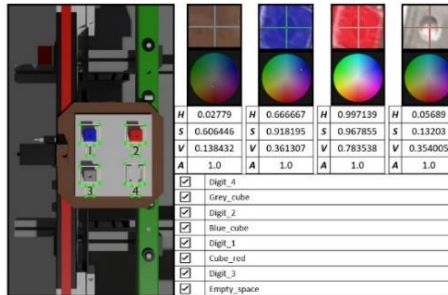 1 2
3 4
H 0.02779 H 0.666667 H 0.997139 H 0.05689
S 0.606446 S 0.918195 S 0.967855 S 0.13203
V 0.138432 V 0.361307 V 0.783538 V 0.354005
A 1.0 A 1.0 A 1.0 A 1.0
Digit_4
Grey_cube
Digit_2
Blue_cube
Digit_1
Cube_red
Digit_3
Empty_space